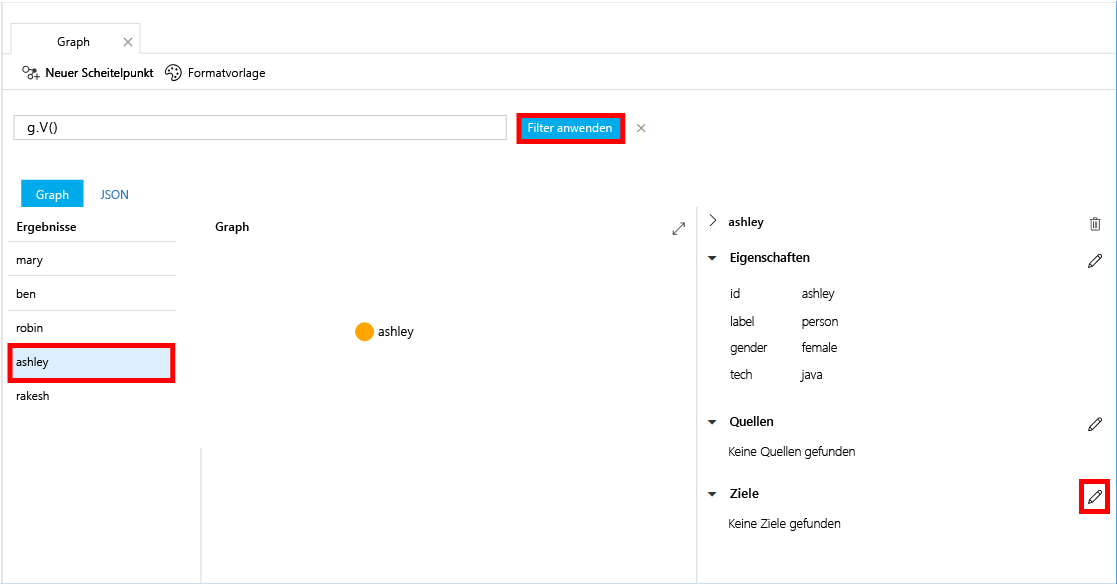 Graph
Neuer Scheitelpunkt Formatvorlage
g.V()
Filter anwenden
Graph JSON
Ergebnisse
mary
ben
robin
ashley
rakesh
Graph
ashley
ashley
Eigenschaften
id ashley
label person
gender female
tech java
Quellen
Keine Quellen gefunden
Ziele
Keine Ziele gefunden